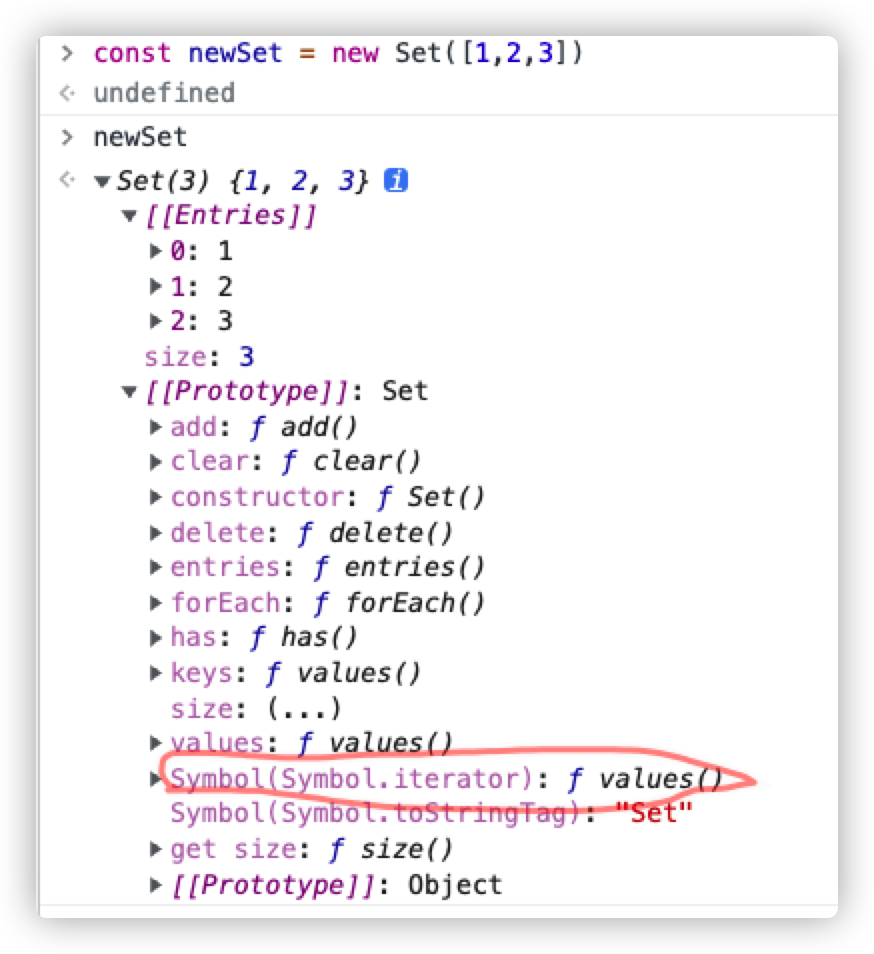 > const newSet = new Set([1,2,3])
< undefined
> newSet
< ▼Set(3) {1, 2, 3} i
▼[[Entries]]
▶0: 1
▶1: 2
▶2: 3
size: 3
▼[[Prototype]]: Set
▶add: ƒ add()
▶clear: ƒ clear()
▶constructor: ƒ Set()
▶delete: ƒ delete()
▶entries: ƒ entries()
▶forEach: ƒ forEach()
▶has: ƒ has()
▶keys: ƒ values()
size: (...)
▶values: ƒ values()
▶Symbol(Symbol.iterator): ƒ values()
Symbol(Symbol.toStringTag): "Set"
▶get size: ƒ size()
▶[[Prototype]]: Object